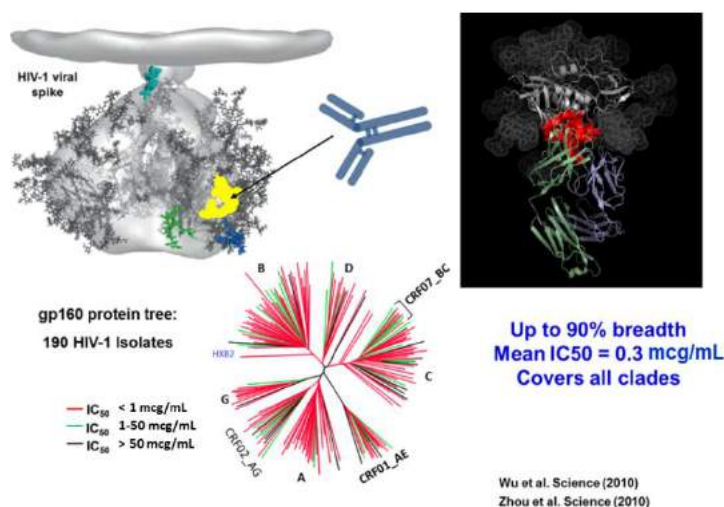 HIV-1 viral
spike
gp160 protein tree:
190 HIV-1 Isolates
B
D
CRF07_BC
HXB2
C
G
CRF02_AG
A
CRF01_AE
IC50 < 1 mcg/mL
IC50 1-50 mcg/mL
IC50 > 50 mcg/mL
Up to 90% breadth
Mean IC50 = 0.3 mcg/mL
Covers all clades
Wu et al. Science (2010)
Zhou et al. Science (2010)